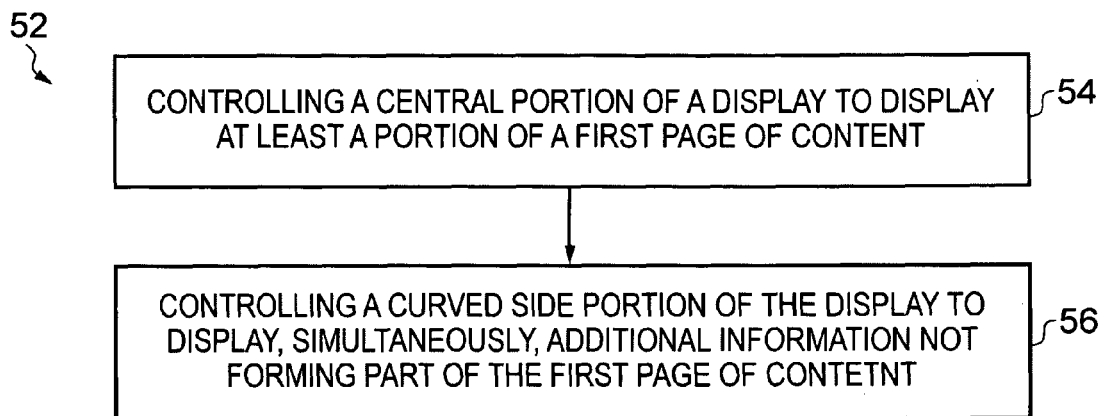 52
CONTROLLING A CENTRAL PORTION OF A DISPLAY TO DISPLAY
AT LEAST A PORTION OF A FIRST PAGE OF CONTENT
54
CONTROLLING A CURVED SIDE PORTION OF THE DISPLAY TO
DISPLAY, SIMULTANEOUSLY, ADDITIONAL INFORMATION NOT
FORMING PART OF THE FIRST PAGE OF CONTETNT
56